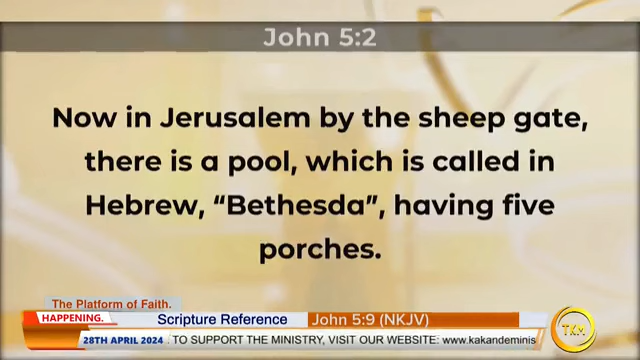 John 5:2
Now in Jerusalem by the sheep gate,
there is a pool, which is called in
Hebrew, “Bethesda”, having five
porches.
The Platform of Faith.
HAPPENING.
Scripture Reference
John 5:9 (NKJV)
28TH APRIL 2024
TO SUPPORT THE MINISTRY, VISIT OUR WEBSITE: www.kakandeminis
TKM